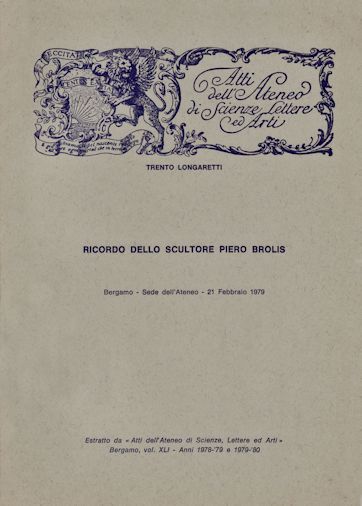 ECCITA
Atti
dell'Ateneo
di Scienze Lettere
ed Arti
TRENTO LONGARETTI
RICORDO DELLO SCULTORE PIERO BROLIS
Bergamo - Sede dell'Ateneo - 21 Febbraio 1979
Estratto da « Atti dell'Ateneo di Scienze, Lettere ed Arti »
Bergamo, vol. XLI - Anni 1978-'79 e 1979-'80